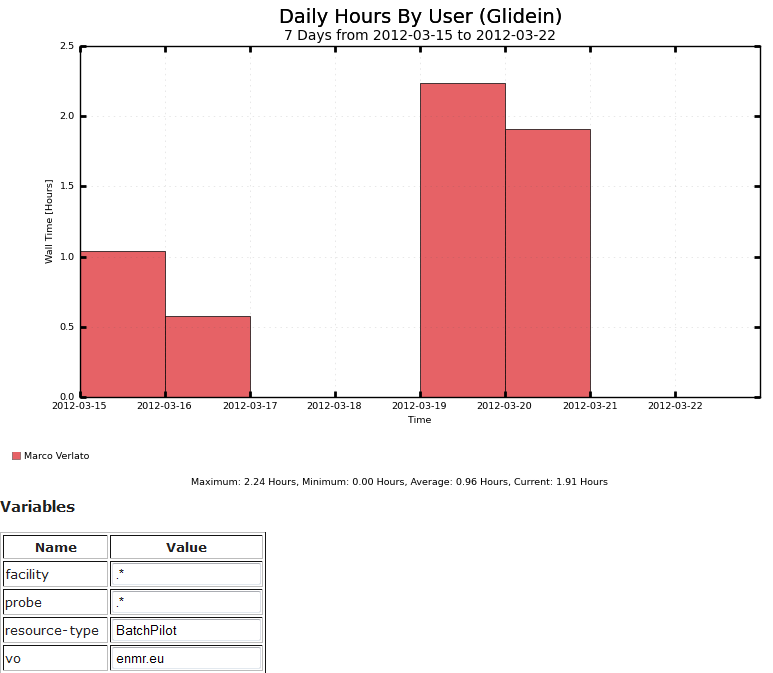 Daily Hours By User (Glidein)
7 Days from 2012-03-15 to 2012-03-22
2.5
2.0
1.5
1.0
0.5
0.0
Wall Time [Hours]
2012-03-15 2012-03-16 2012-03-17 2012-03-18 2012-03-19 2012-03-20 2012-03-21 2012-03-22
Time
Marco Verlato
Maximum: 2.24 Hours, Minimum: 0.00 Hours, Average: 0.96 Hours, Current: 1.91 Hours
Variables
Name Value
facility .*
probe .*
resource-type BatchPilot
vo enmr.eu